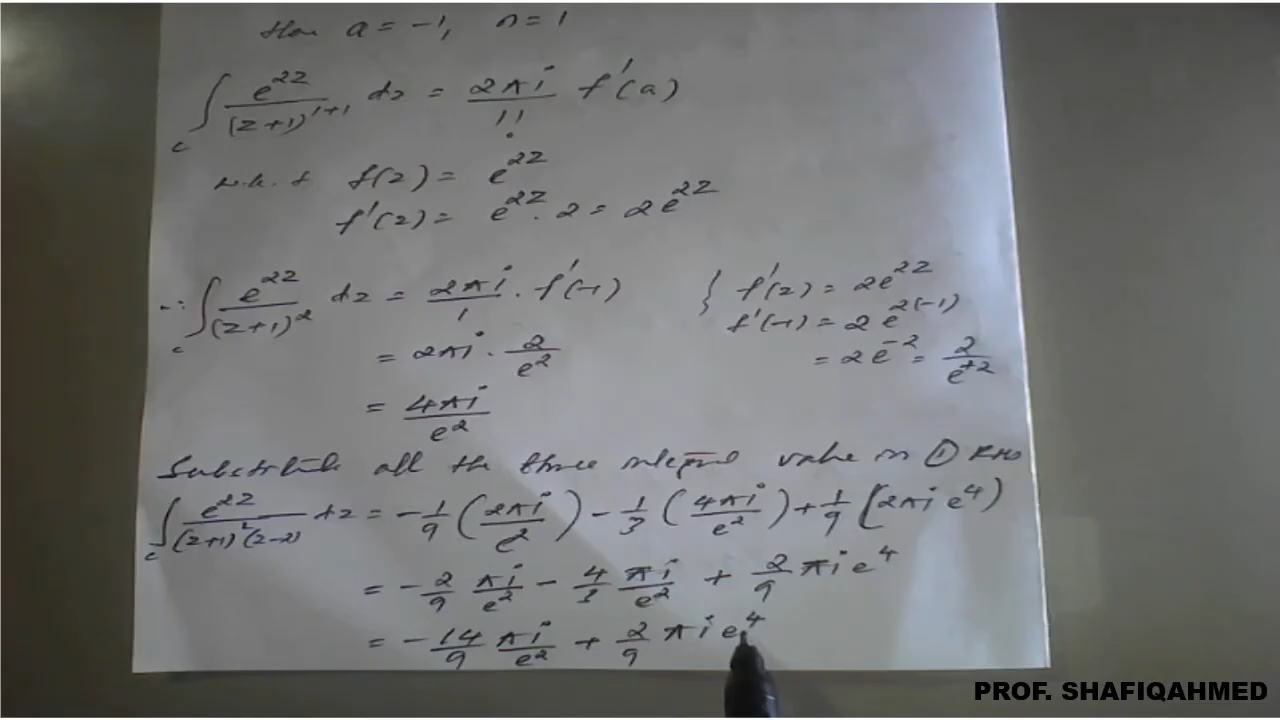 Here a = -1, n = 1
∫c e^2z/(z+1)^1+1 dz = 2πi/1! f'(a)
w.k.t f(z) = e^2z
f'(z) = e^2z . 2 = 2e^2z
∴ ∫c e^2z/(z+1)^2 dz = 2πi/1 . f'(-1)
= 2πi . 2/e^2
= 4πi/e^2
{ f'(z) = 2e^2z
f'(-1) = 2e^2(-1)
= 2e^-2 = 2/e^+2
Substitute all the three integral value in ① RHS
∫c e^2z/(z+1)^2(z-2) dz = -1/9 (2πi/e^2) - 1/3 (4πi/e^2) + 1/9 [2πi e^4)
= -2/9 πi/e^2 - 4/3 πi/e^2 + 2/9 πi e^4
= -14/9 πi/e^2 + 2/9 πi e^4
PROF. SHAFIQAHMED